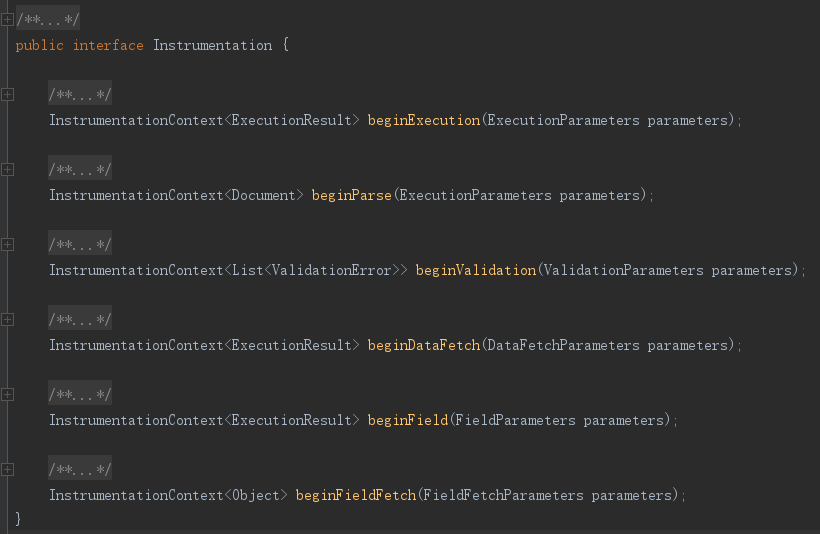 /**...*/
public interface Instrumentation {
/**...*/
InstrumentationContext<ExecutionResult> beginExecution(ExecutionParameters parameters);
/**...*/
InstrumentationContext<Document> beginParse(ExecutionParameters parameters);
/**...*/
InstrumentationContext<List<ValidationError>> beginValidation(ValidationParameters parameters);
/**...*/
InstrumentationContext<ExecutionResult> beginDataFetch(DataFetchParameters parameters);
/**...*/
InstrumentationContext<ExecutionResult> beginField(FieldParameters parameters);
/**...*/
InstrumentationContext<Object> beginFieldFetch(FieldFetchParameters parameters);
}